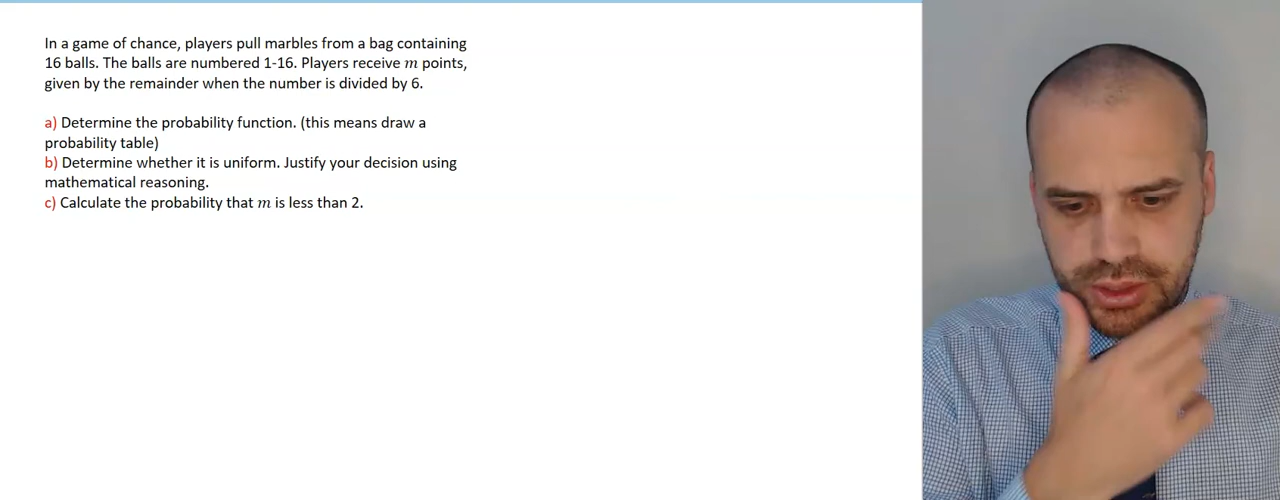 In a game of chance, players pull marbles from a bag containing
16 balls. The balls are numbered 1-16. Players receive m points,
given by the remainder when the number is divided by 6.
a) Determine the probability function. (this means draw a
probability table)
b) Determine whether it is uniform. Justify your decision using
mathematical reasoning.
c) Calculate the probability that m is less than 2.